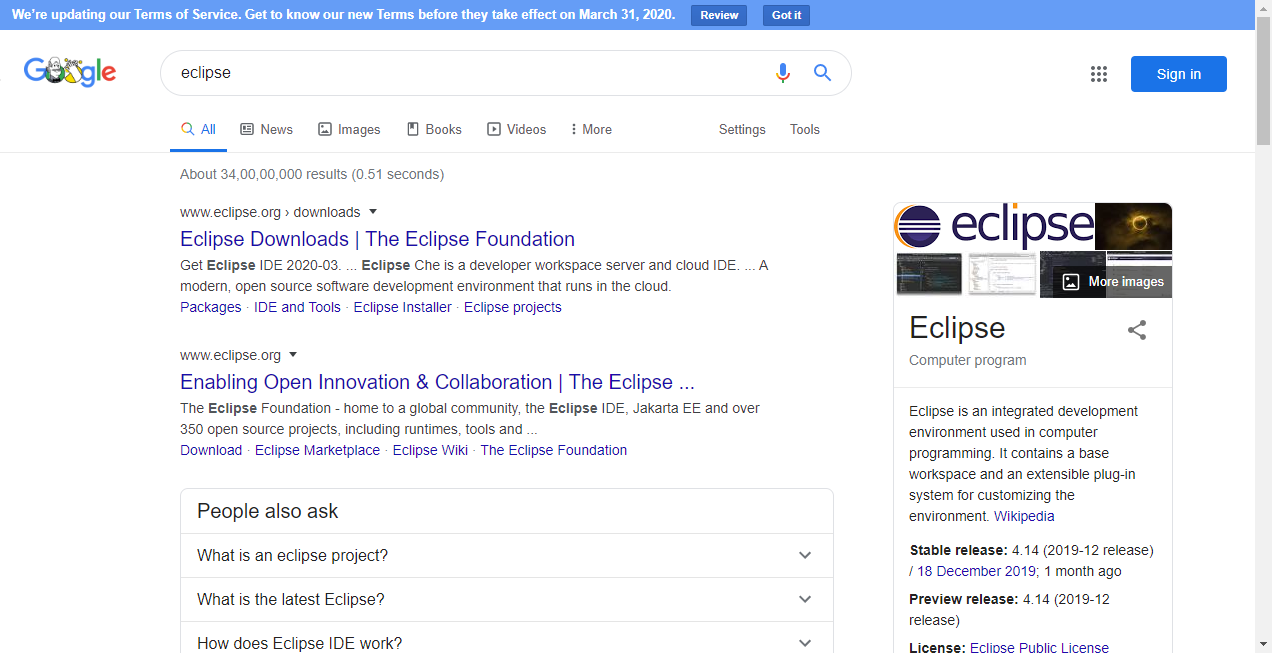 We're updating our Terms of Service. Get to know our new Terms before they take effect on March 31, 2020. Review Got it
Google
eclipse
Sign in
All News Images Books Videos More Settings Tools
About 34,00,00,000 results (0.51 seconds)
www.eclipse.org › downloads
Eclipse Downloads | The Eclipse Foundation
Get Eclipse IDE 2020-03. ... Eclipse Che is a developer workspace server and cloud IDE. ... A
modern, open source software development environment that runs in the cloud.
Packages · IDE and Tools · Eclipse Installer · Eclipse projects
www.eclipse.org
Enabling Open Innovation & Collaboration | The Eclipse ...
The Eclipse Foundation - home to a global community, the Eclipse IDE, Jakarta EE and over
350 open source projects, including runtimes, tools and ...
Download · Eclipse Marketplace · Eclipse Wiki · The Eclipse Foundation
People also ask
What is an eclipse project?
What is the latest Eclipse?
How does Eclipse IDE work?
eclipse
More images
Eclipse
Computer program
Eclipse is an integrated development
environment used in computer
programming. It contains a base
workspace and an extensible plug-in
system for customizing the
environment. Wikipedia
Stable release: 4.14 (2019-12 release)
/ 18 December 2019; 1 month ago
Preview release: 4.14 (2019-12
release)
License: Eclipse Public License